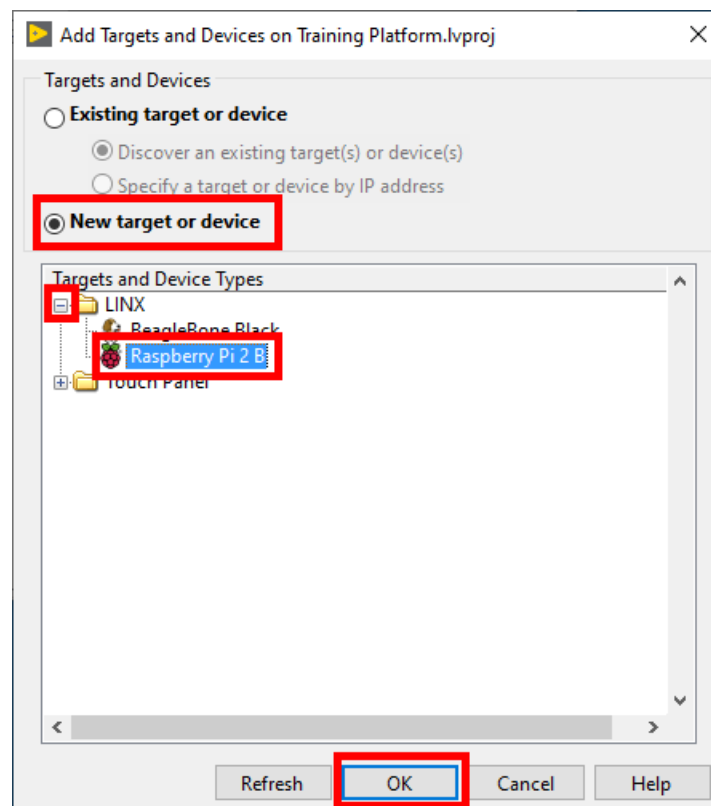 Add Targets and Devices on Training Platform.lvproj
Targets and Devices
Existing target or device
Discover an existing target(s) or device(s)
Specify a target or device by IP address
New target or device
Targets and Device Types
LINX
BeagleBone Black
Raspberry Pi 2 B
Touch Panel
Refresh OK Cancel Help